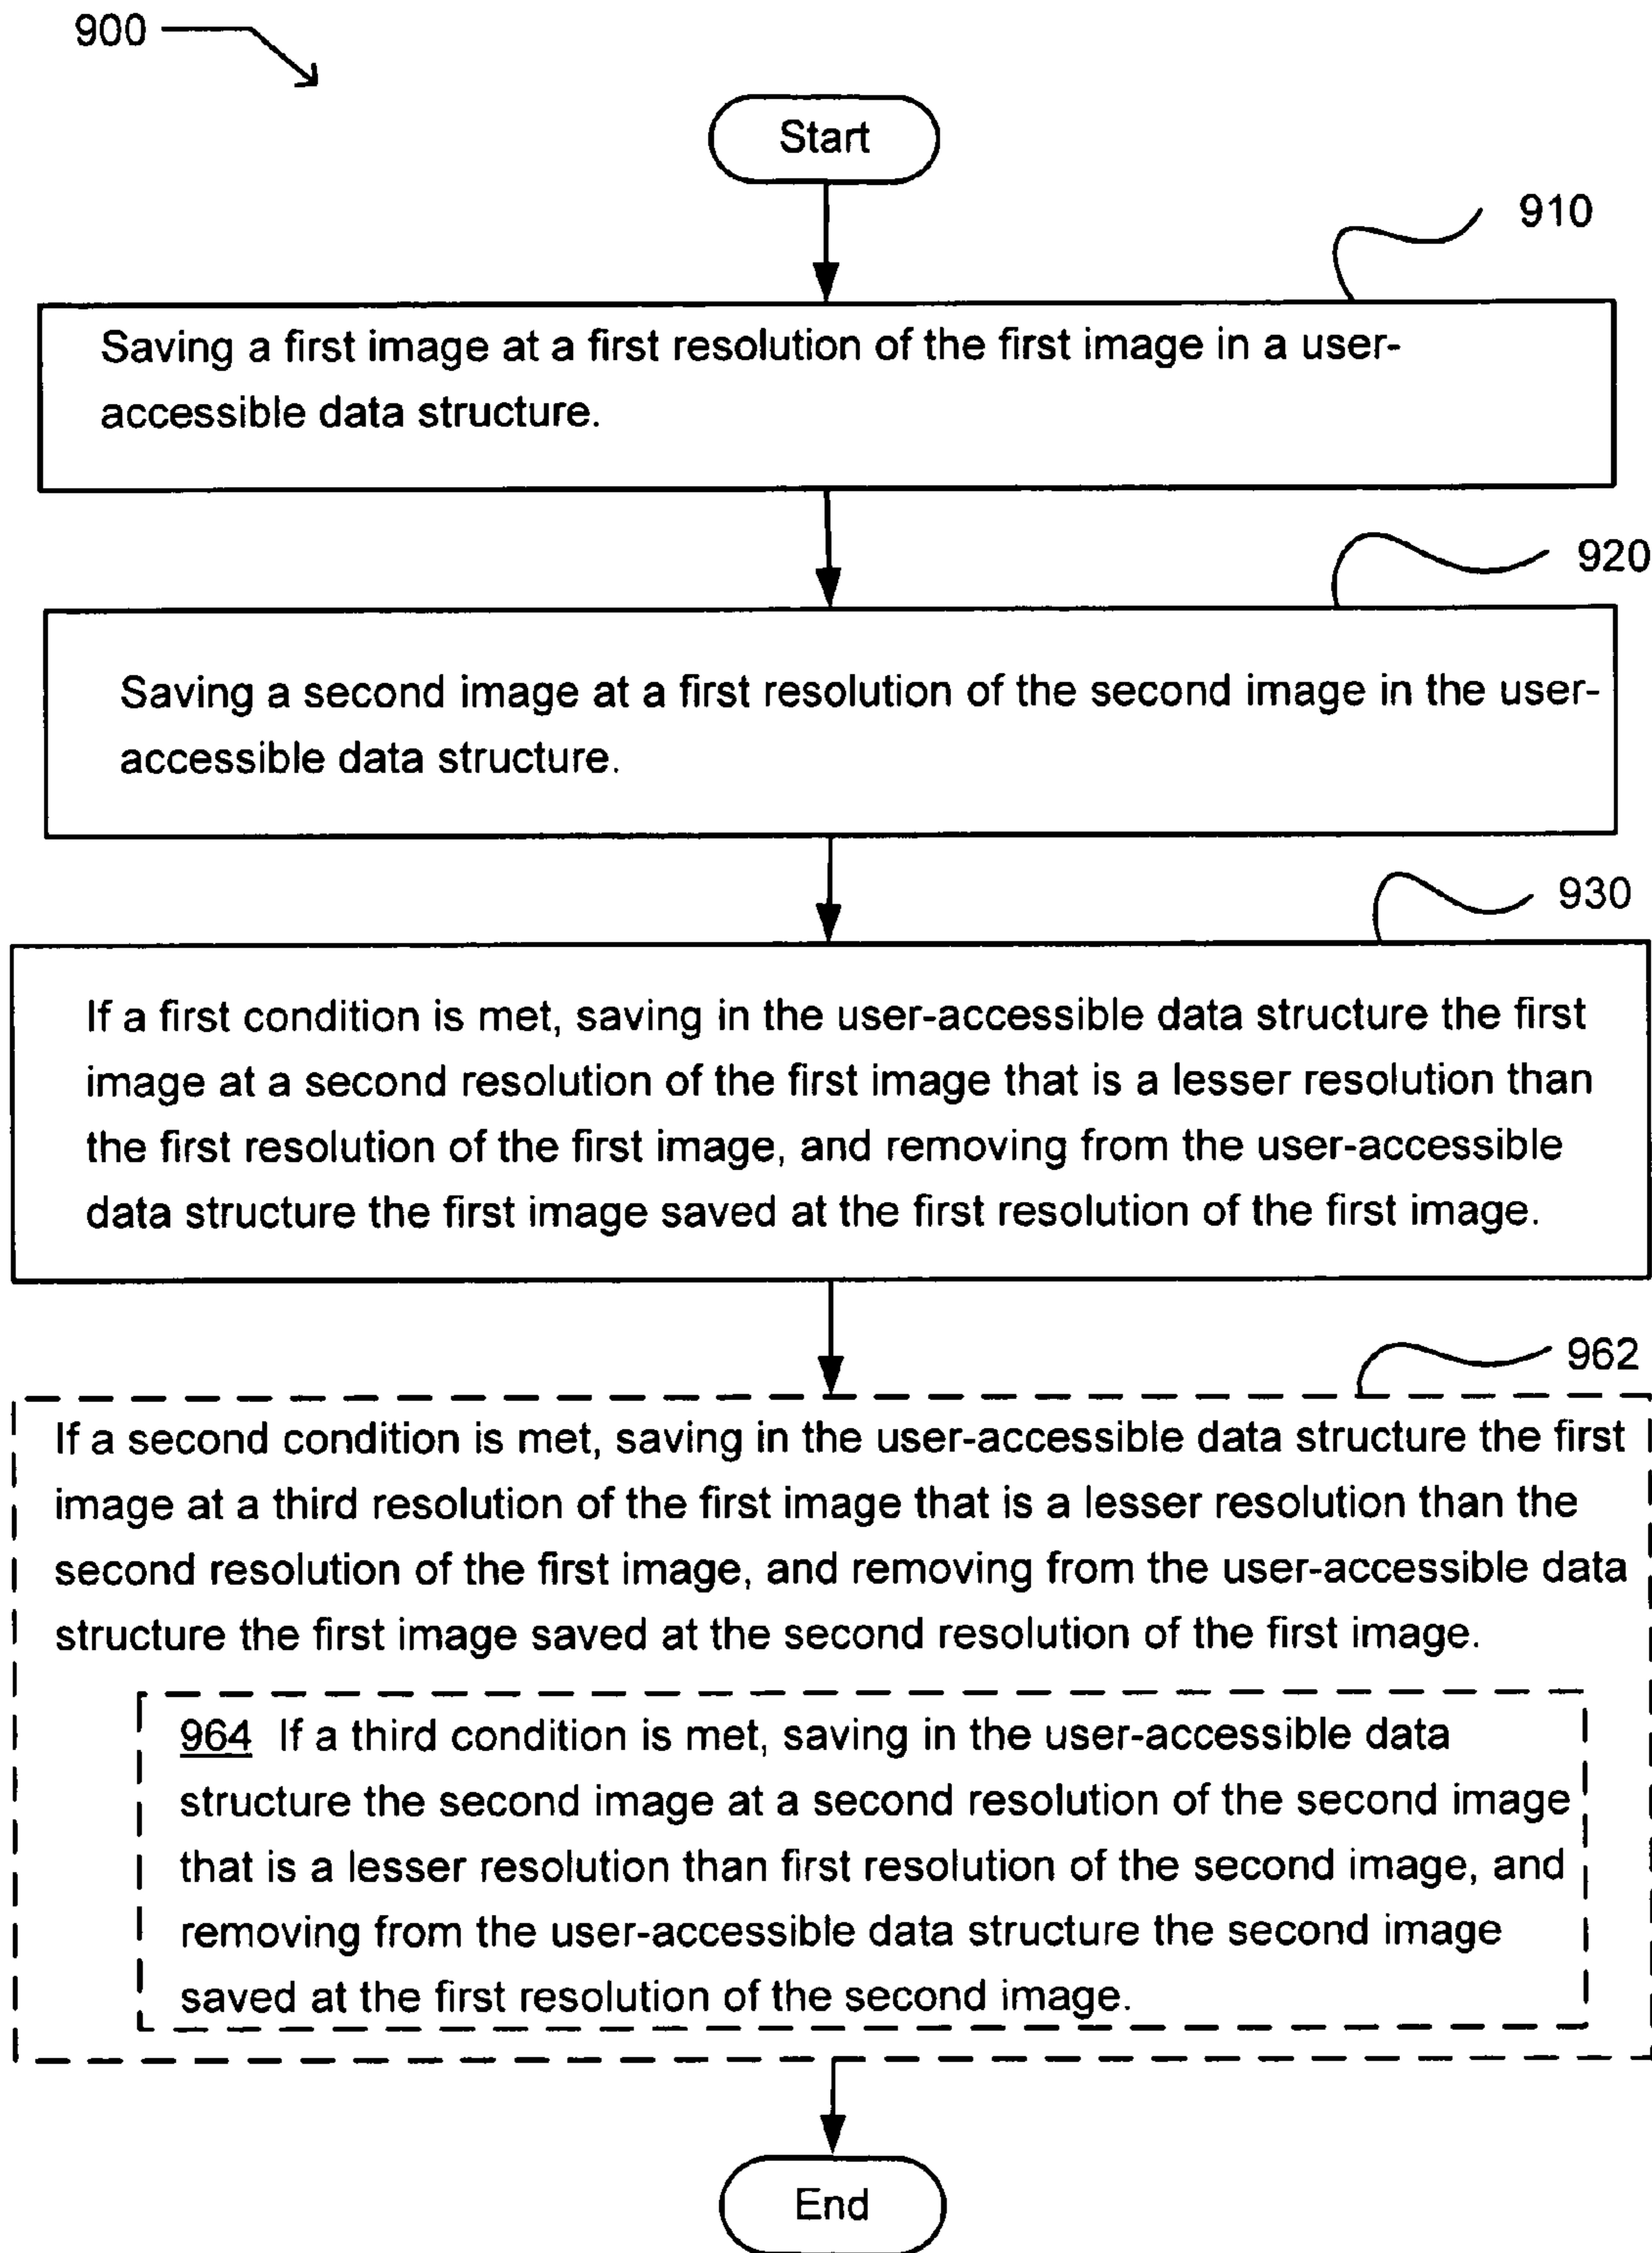 900
Start
910
Saving a first image at a first resolution of the first image in a user-
accessible data structure.
920
Saving a second image at a first resolution of the second image in the user-
accessible data structure.
930
If a first condition is met, saving in the user-accessible data structure the first
image at a second resolution of the first image that is a lesser resolution than
the first resolution of the first image, and removing from the user-accessible
data structure the first image saved at the first resolution of the first image.
962
If a second condition is met, saving in the user-accessible data structure the first
image at a third resolution of the first image that is a lesser resolution than the
second resolution of the first image, and removing from the user-accessible data
structure the first image saved at the second resolution of the first image.
964 If a third condition is met, saving in the user-accessible data
structure the second image at a second resolution of the second image
that is a lesser resolution than first resolution of the second image, and
removing from the user-accessible data structure the second image
saved at the first resolution of the second image.
End